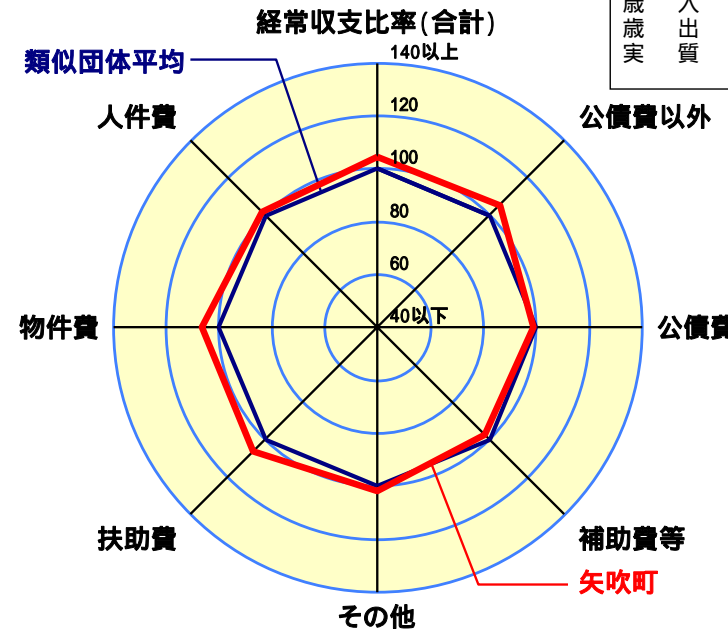 経常収支比率(合計)
入出質
歳歳実
140以上
類似団体平均
120
人件費
公債費以外
100
80
60
40以下
物件費
公債費
扶助費
補助費等
矢吹町
その他